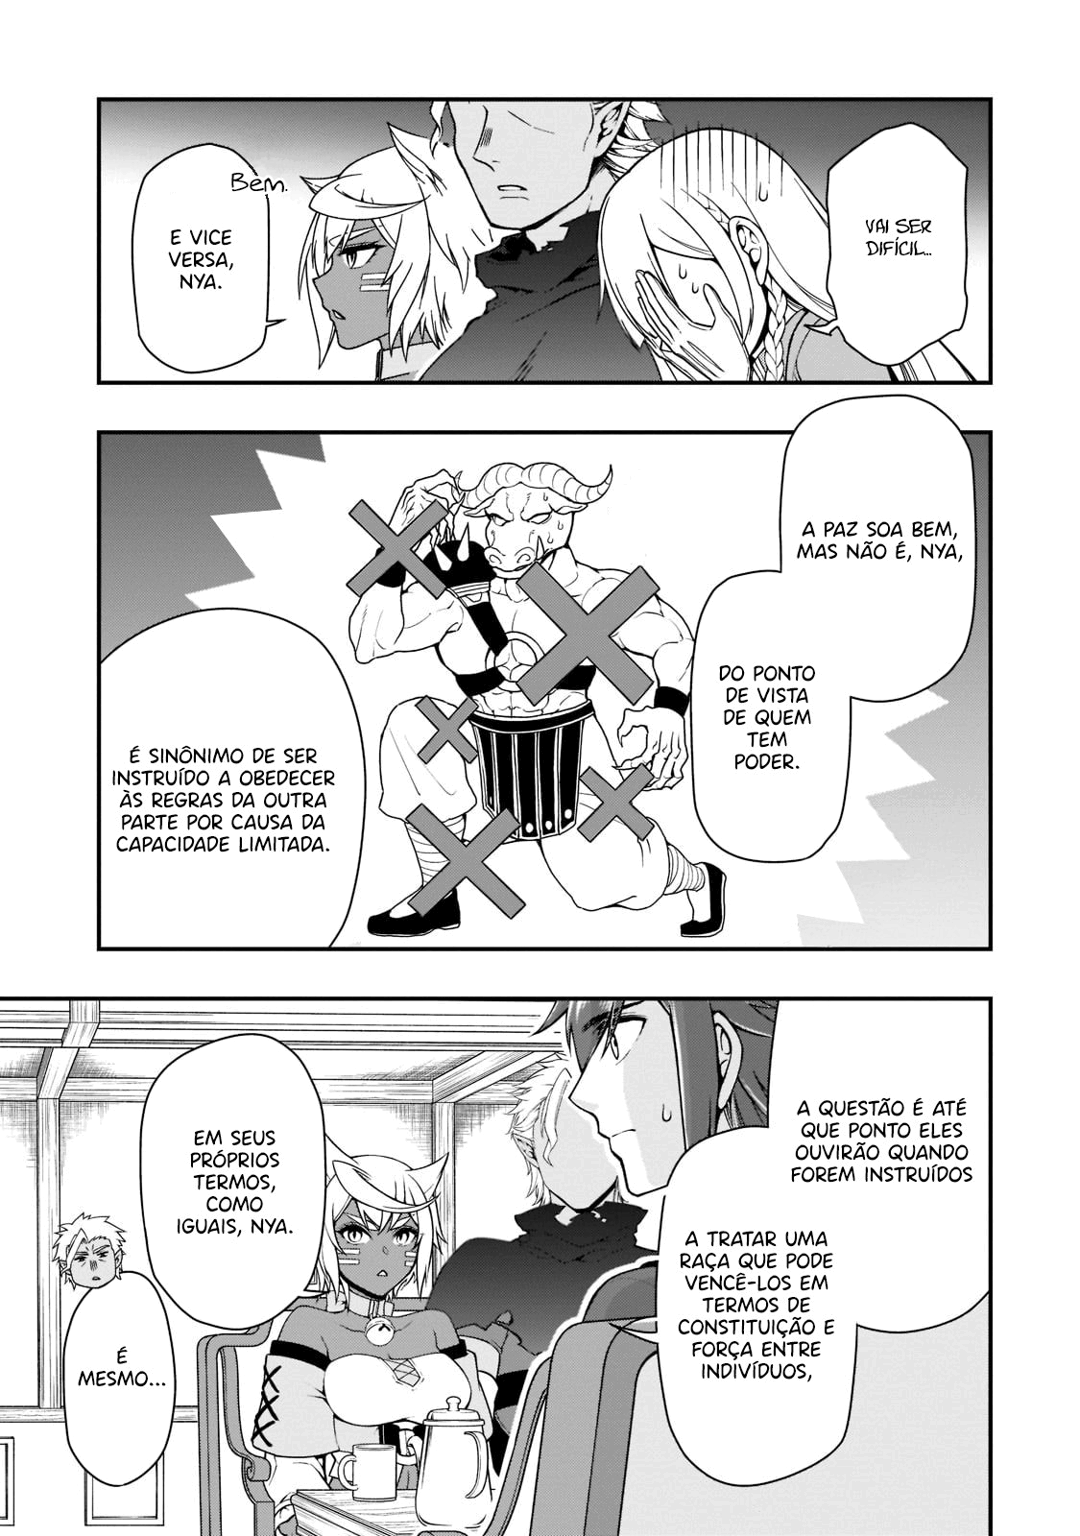 VAI SER
DIFÍCIL...
Bem.
E VICE
VERSA,
NYA.
A PAZ SOA BEM,
MAS NÃO É, NYA,
DO PONTO
DE VISTA
DE QUEM
TEM
PODER.
É SINÔNIMO DE SER
INSTRUÍDO A OBEDECER
ÀS REGRAS DA OUTRA
PARTE POR CAUSA DA
CAPACIDADE LIMITADA.
A QUESTÃO É ATÉ
QUE PONTO ELES
OUVIRÃO QUANDO
FOREM INSTRUÍDOS
A TRATAR UMA
RAÇA QUE PODE
VENCÊ-LOS EM
TERMOS DE
CONSTITUIÇÃO E
FORÇA ENTRE
INDIVÍDUOS,
EM SEUS
PRÓPRIOS
TERMOS,
COMO
IGUAIS, NYA.
É
MESMO...